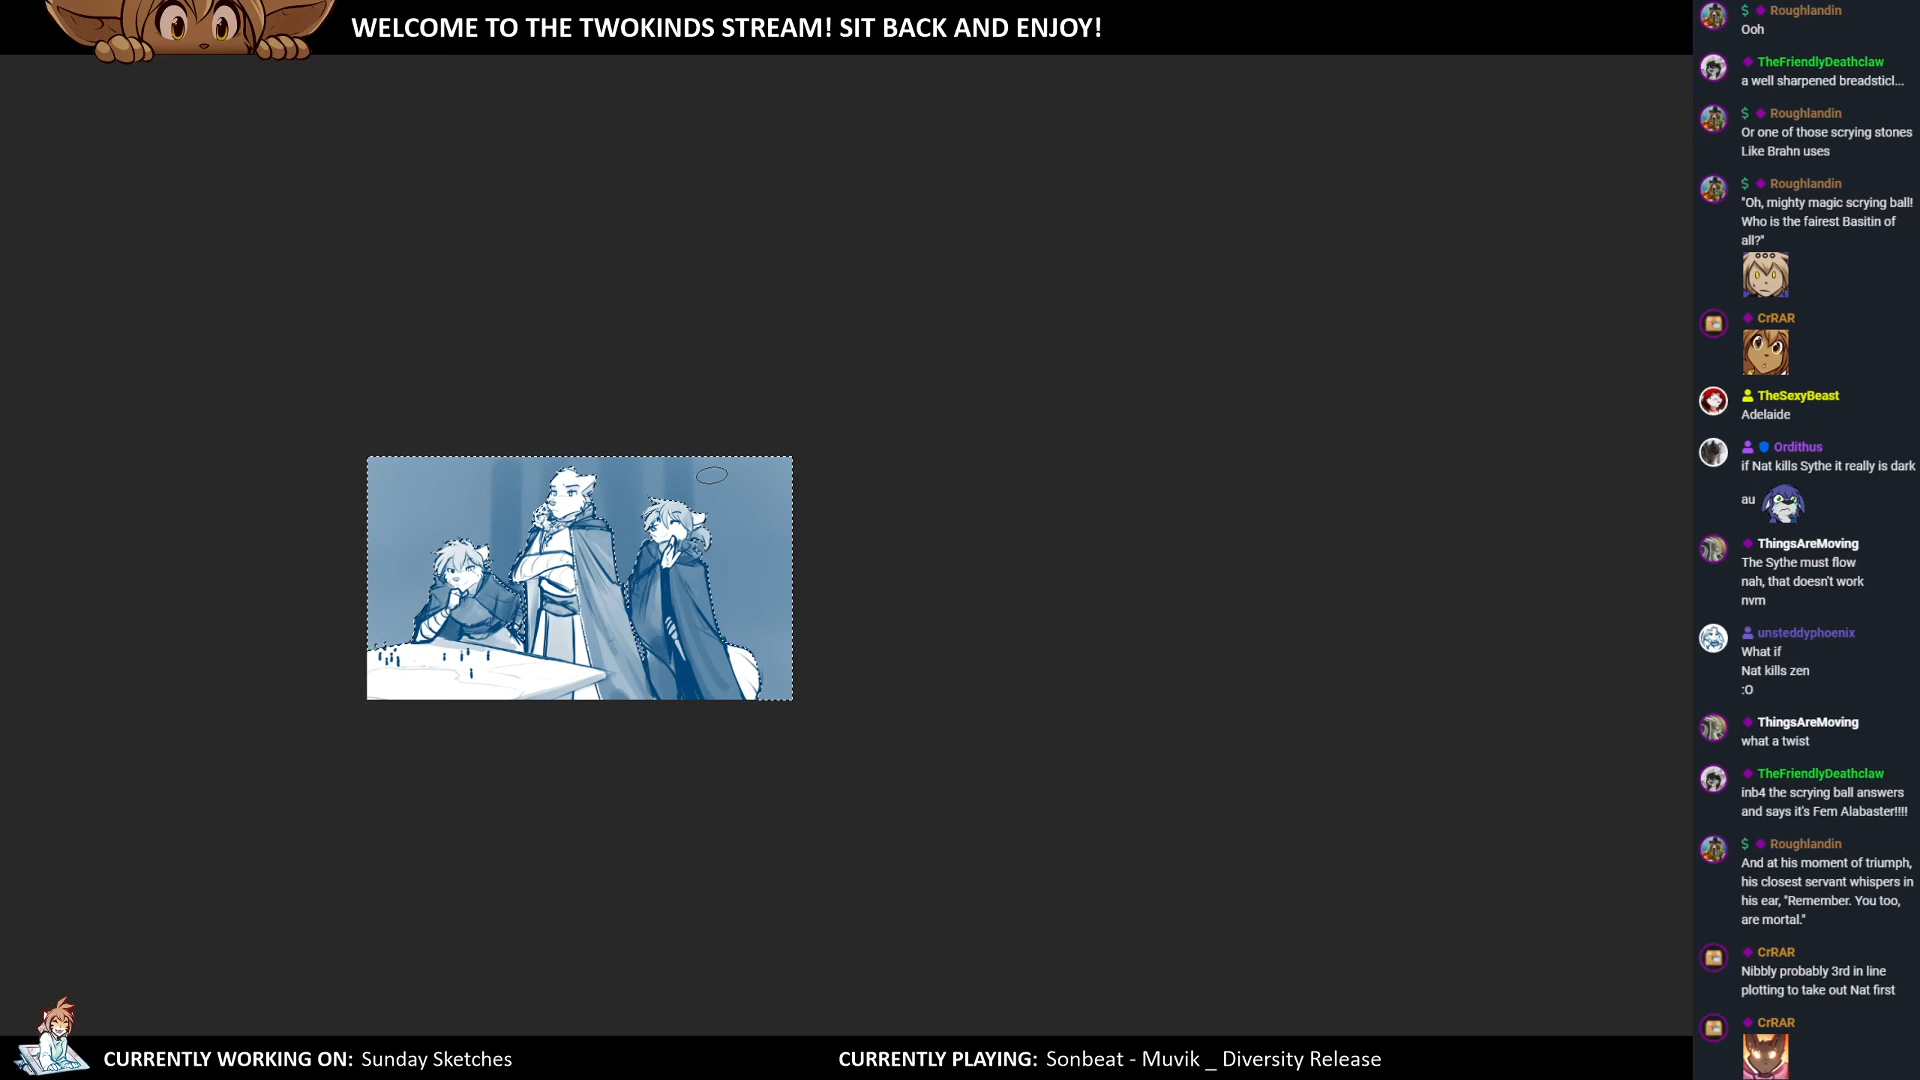 WELCOME TO THE TWOKINDS STREAM! SIT BACK AND ENJOY!
$ Roughlandin
Ooh
TheFriendlyDeathclaw
a well sharpened breadsticl...
$ Roughlandin
Or one of those scrying stones
Like Brahn uses
$ Roughlandin
"Oh, mighty magic scrying ball!
Who is the fairest Basitin of
all?"
CrRAR
TheSexyBeast
Adelaide
Ordithus
if Nat kills Sythe it really is dark
au
ThingsAreMoving
The Sythe must flow
nah, that doesn't work
nvm
unsteddyphoenix
What if
Nat kills zen
:O
ThingsAreMoving
what a twist
TheFriendlyDeathclaw
inb4 the scrying ball answers
and says it's Fem Alabaster!!!!
$ Roughlandin
And at his moment of triumph,
his closest servant whispers in
his ear, "Remember. You too,
are mortal."
CrRAR
Nibbly probably 3rd in line
plotting to take out Nat first
CrRAR
CURRENTLY WORKING ON: Sunday Sketches
CURRENTLY PLAYING: Sonbeat - Muvik _ Diversity Release